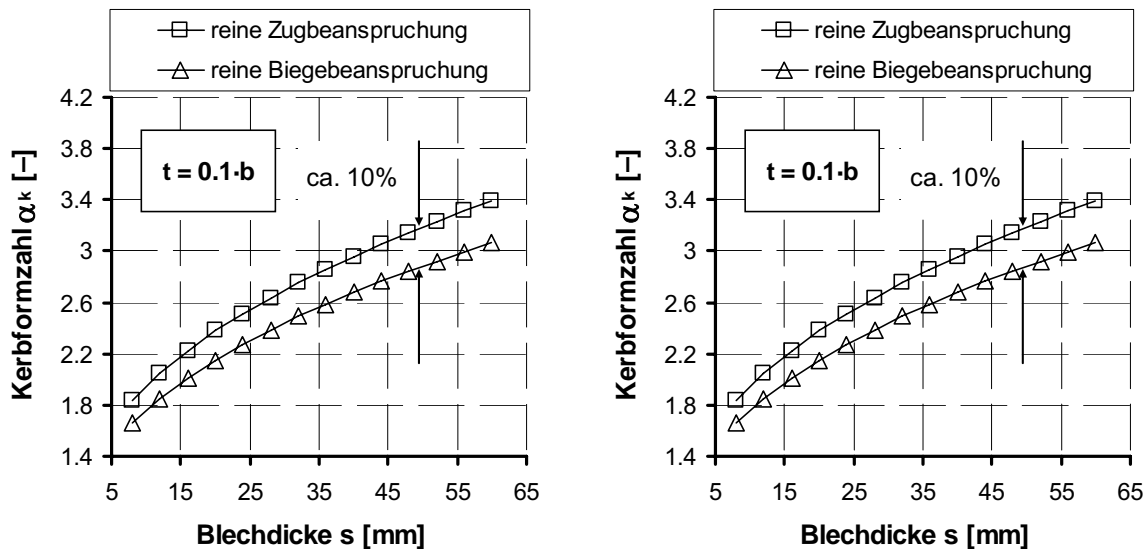 reine Zugbeanspruchung
reine Biegebeanspruchung
4.2
3.8
3.4
3
2.6
2.2
1.8
1.4
Kerbformzahl αk [–]
t = 0.1·b
ca. 10%
5 15 25 35 45 55 65
Blechdicke s [mm]
reine Zugbeanspruchung
reine Biegebeanspruchung
4.2
3.8
3.4
3
2.6
2.2
1.8
1.4
Kerbformzahl αk [–]
t = 0.1·b
ca. 10%
5 15 25 35 45 55 65
Blechdicke s [mm]